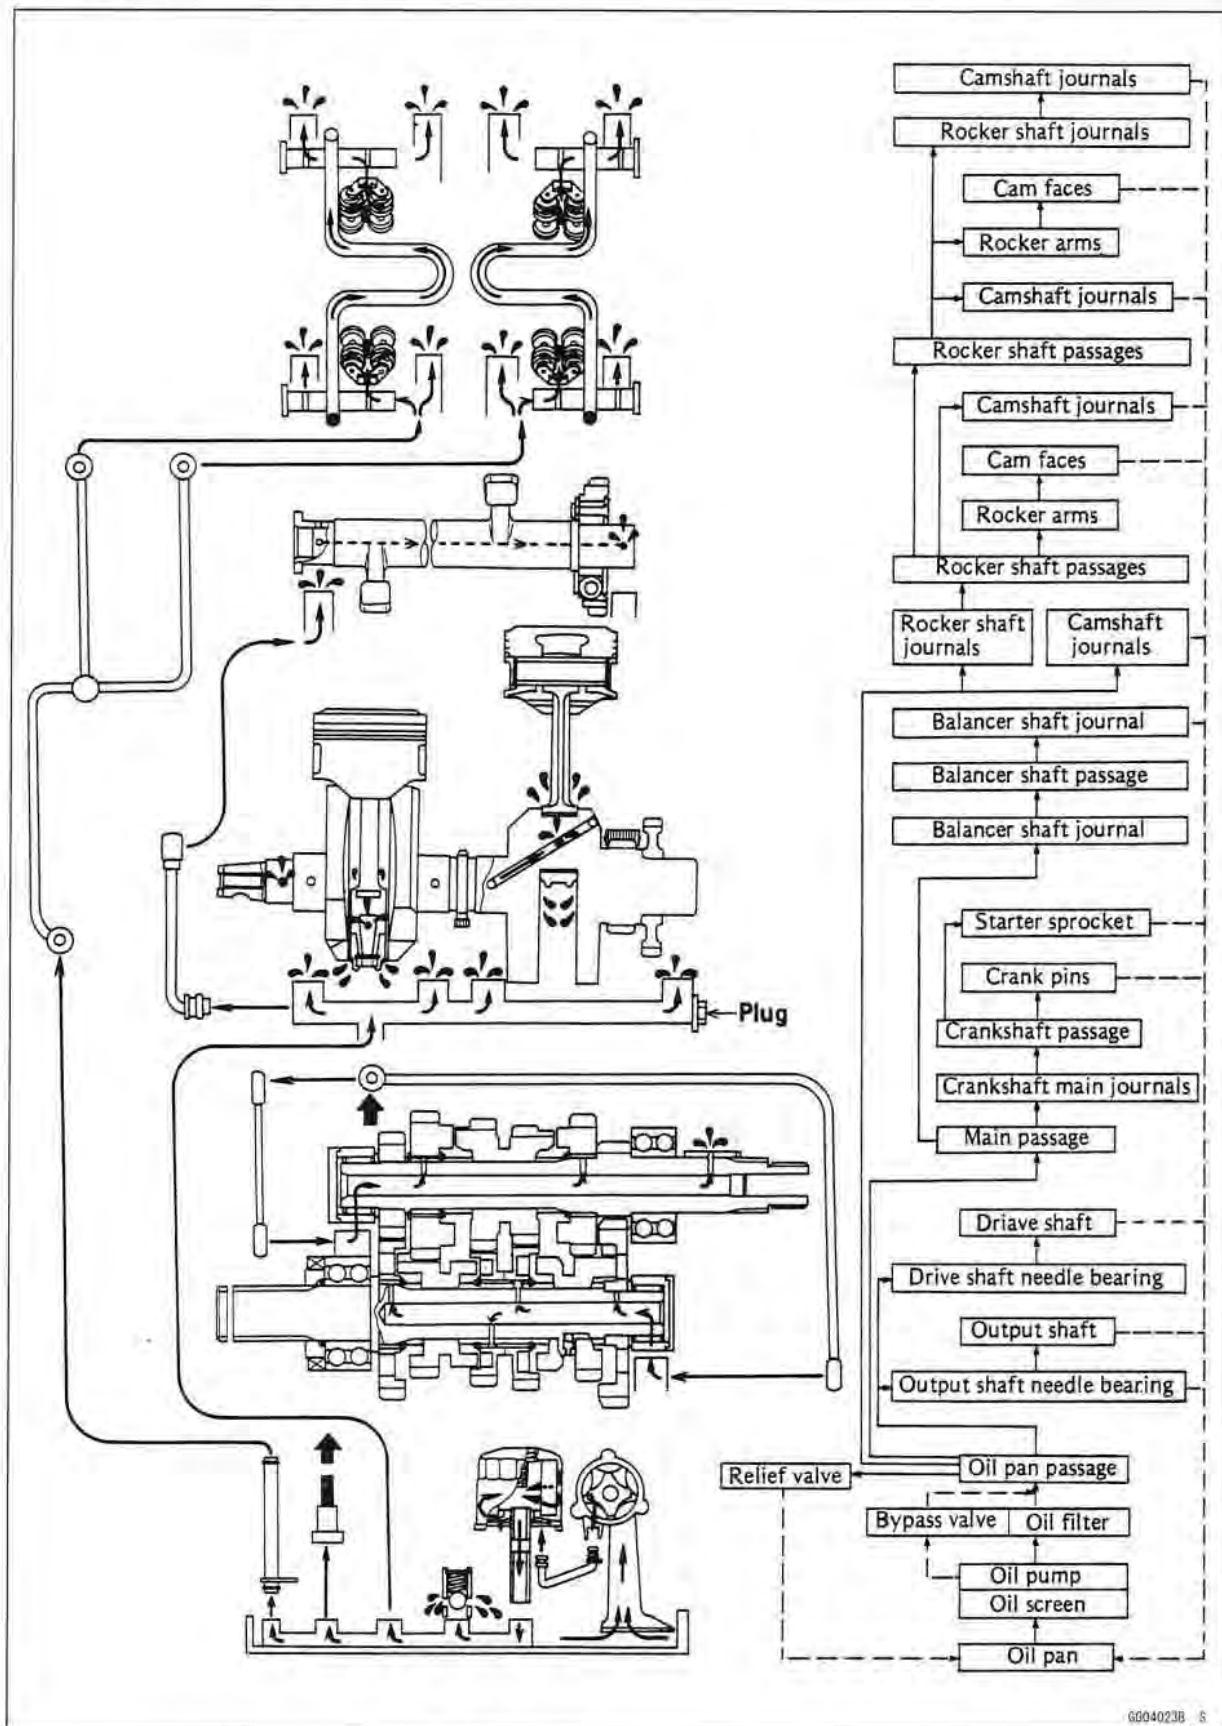 Camshaft journals
Rocker shaft journals
Cam faces
Rocker arms
Camshaft journals
Rocker shaft passages
Camshaft journals
Cam faces
Rocker arms
Rocker shaft passages
Rocker shaft
journals
Camshaft
journals
Balancer shaft journal
Balancer shaft passage
Balancer shaft journal
Starter sprocket
Crank pins
Plug
Crankshaft passage
Crankshaft main journals
Main passage
Driave shaft
Drive shaft needle bearing
Output shaft
Output shaft needle bearing
Oil pan passage
Relief valve
Bypass valve
Oil filter
Oil pump
Oil screen
Oil pan
GG04023B S